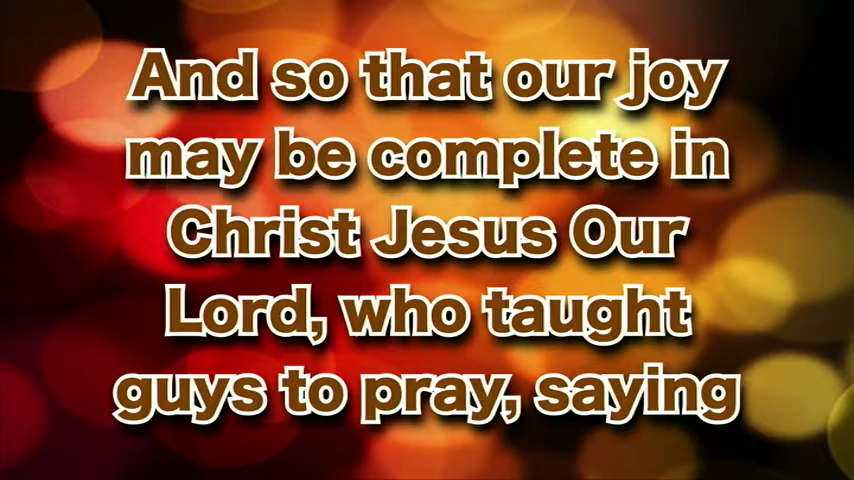 And so that our joy
may be complete in
Christ Jesus Our
Lord, who taught
guys to pray, saying